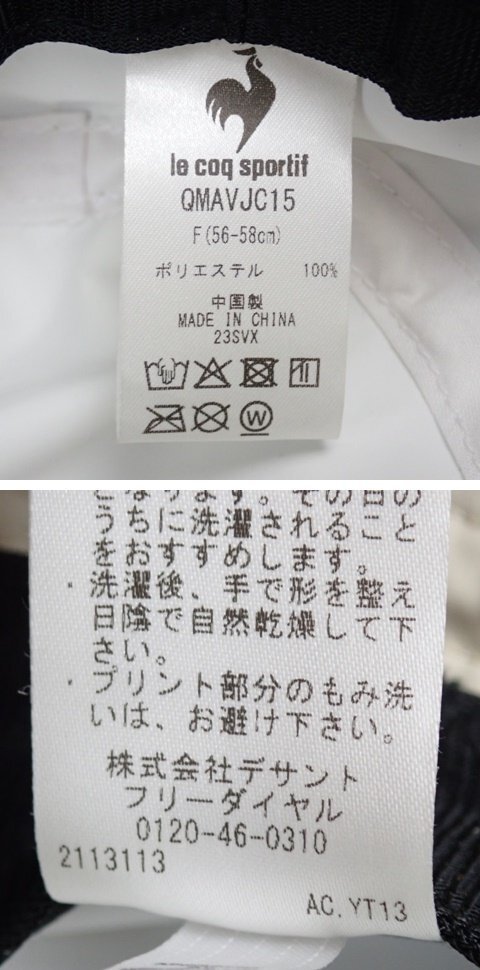 le coq sportif
QMAVJC15
F(56-58cm)
ポリエステル 100%
中国製
MADE IN CHINA
23SVX
W
うちに洗濯されること
をおすすめします。
・洗濯後、手で形を整え
日陰で自然乾燥して下
さい。
・プリント部分のもみ洗
いは、お避け下さい。
株式会社デサント
フリーダイヤル
0120-46-0310
2113113
AC.YT13